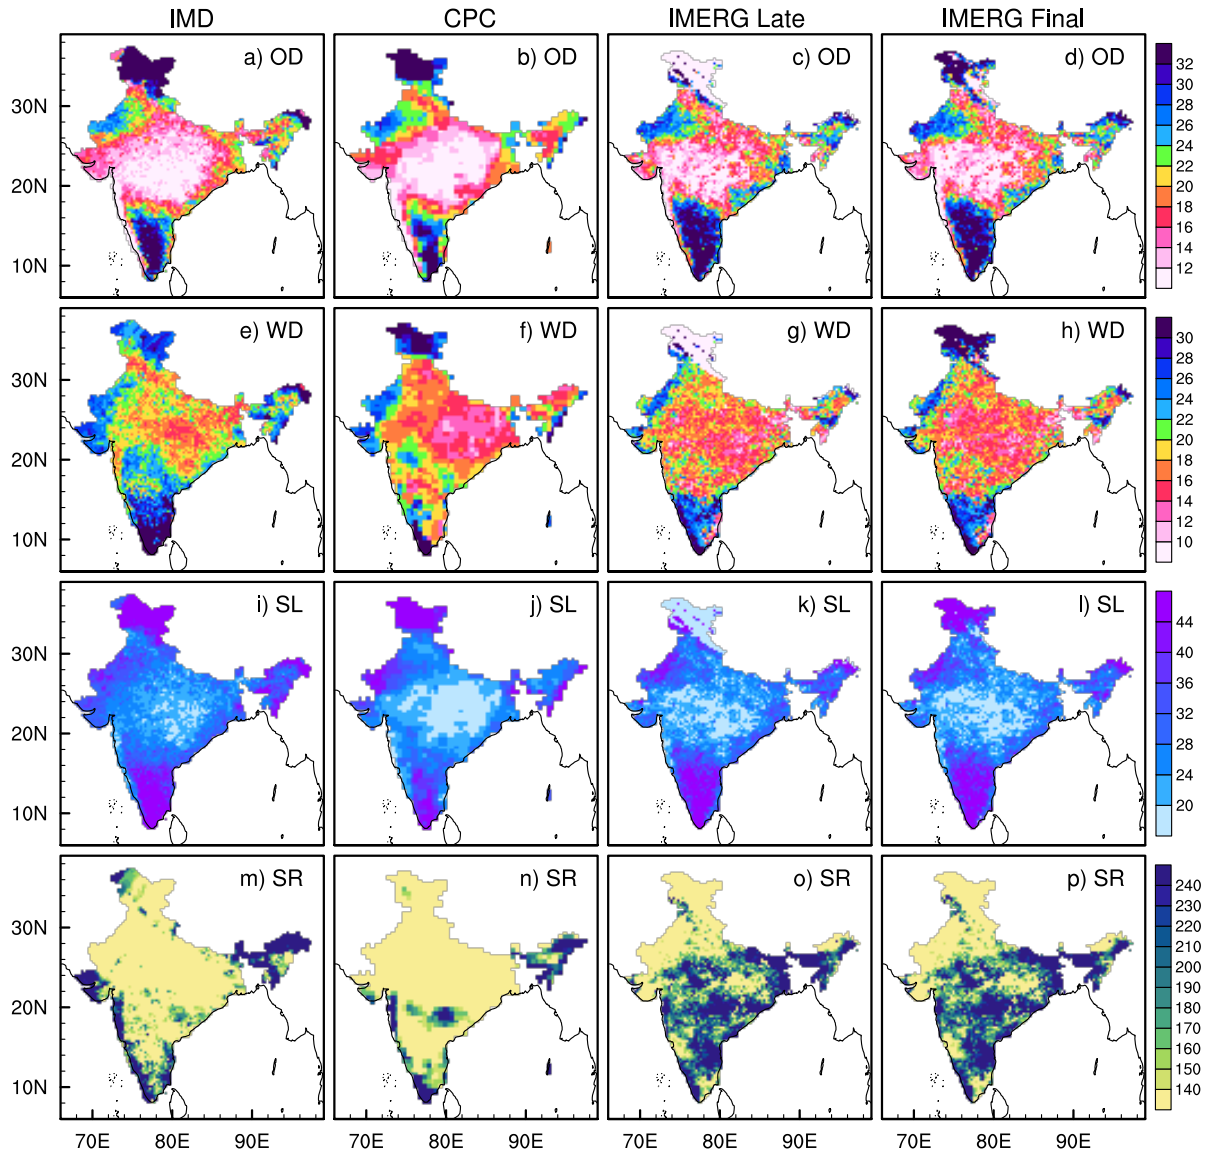 IMD CPC IMERG Late IMERG Final
a) OD b) OD c) OD d) OD
30N 20N 10N
32 30 28 26 24 22 20 18 16 14 12
e) WD f) WD g) WD h) WD
30N 20N 10N
30 28 26 24 22 20 18 16 14 12 10
i) SL j) SL k) SL l) SL
30N 20N 10N
44 40 36 32 28 24 20
m) SR n) SR o) SR p) SR
30N 20N 10N
240 230 220 210 200 190 180 170 160 150 140
70E 80E 90E 70E 80E 90E 70E 80E 90E 70E 80E 90E